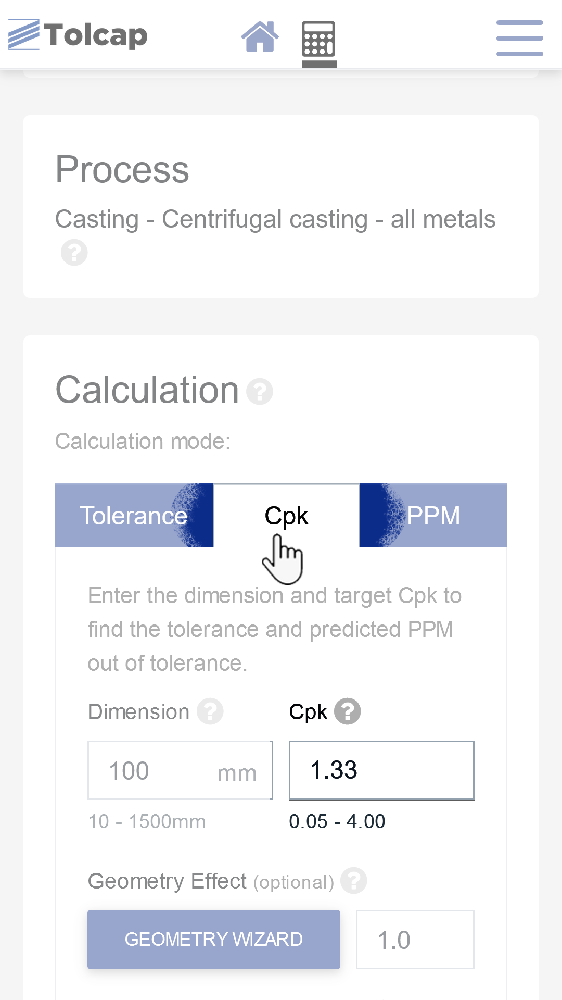 Tolcap
Process
Casting - Centrifugal casting - all metals
?
Calculation ?
Calculation mode:
Tolerance Cpk PPM
Enter the dimension and target Cpk to
find the tolerance and predicted PPM
out of tolerance.
Dimension ? Cpk ?
100 mm 1.33
10 - 1500mm 0.05 - 4.00
Geometry Effect (optional) ?
GEOMETRY WIZARD 1.0